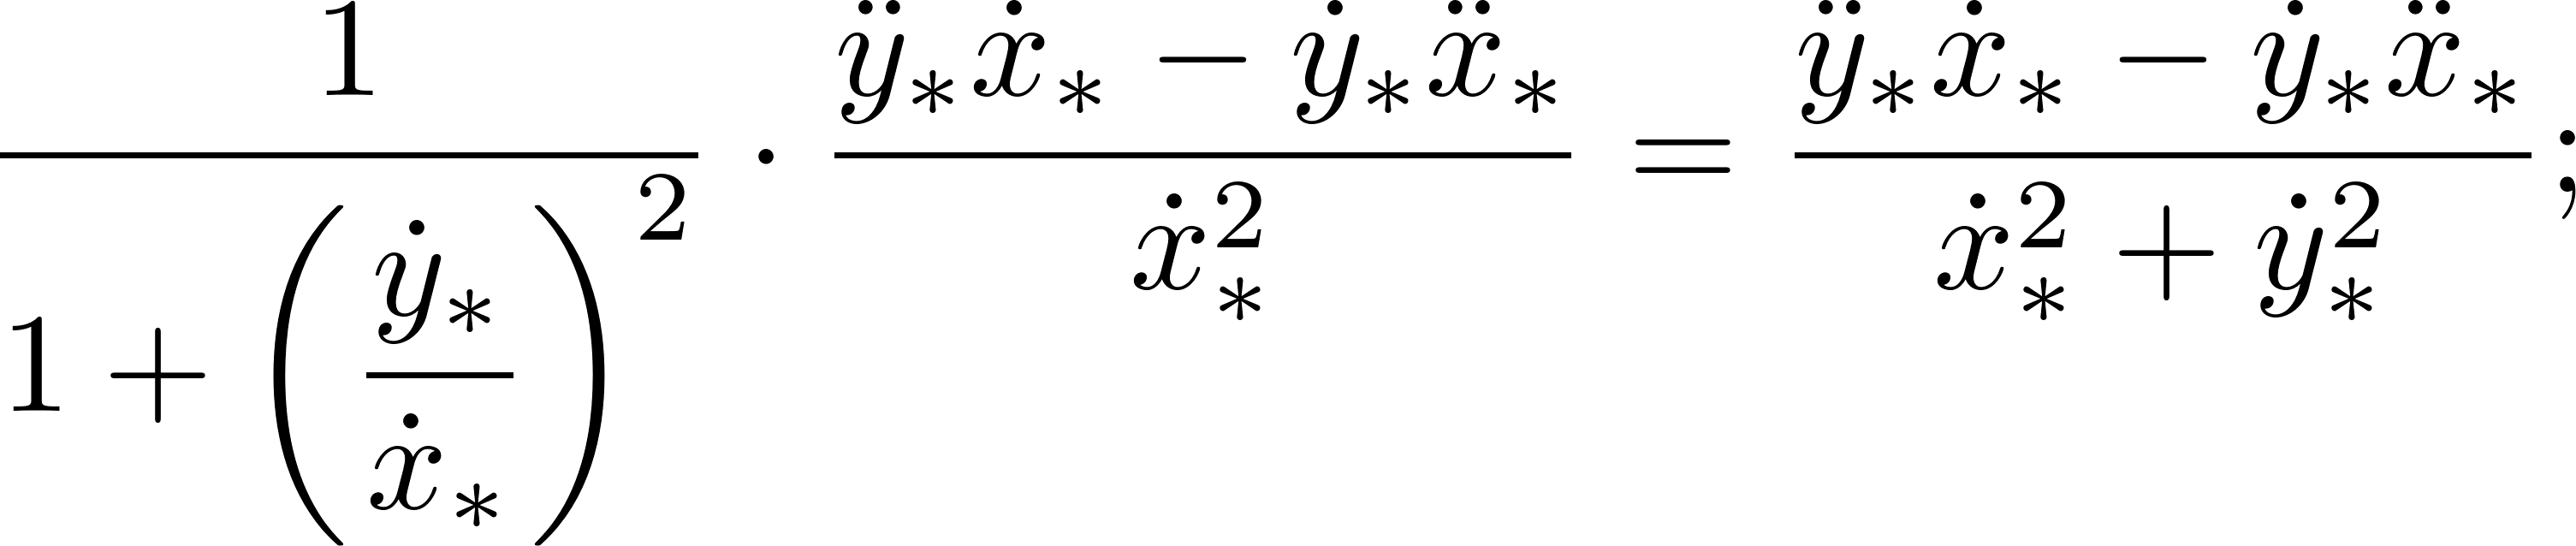 \frac{1}{1 + \left(\dfrac{\dot{y}_*}{\dot{x}_*}\right)^2} \cdot \frac{\ddot{y}_* \dot{x}_* - \dot{y}_* \ddot{x}_*}{\dot{x}_*^2} = \frac{\ddot{y}_* \dot{x}_* - \dot{y}_* \ddot{x}_*}{\dot{x}_*^2 + \dot{y}_*^2};